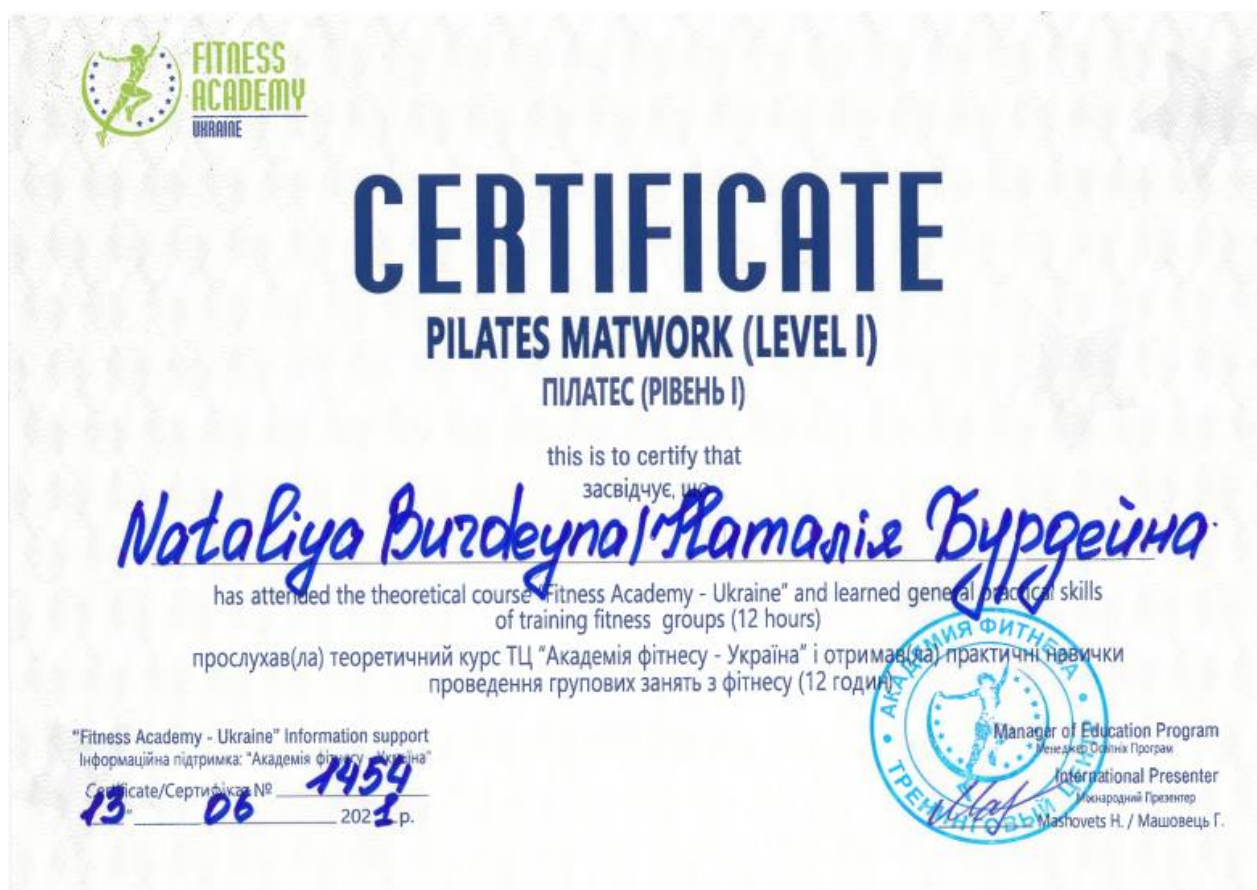 FITNESS
ACADEMY
UKRAINE
CERTIFICATE
PILATES MATWORK (LEVEL I)
ПІЛАТЕС (РІВЕНЬ І)
this is to certify that
засвідчує, що
Nataliya Burdeyna/Наталія Бурдейна
has attended the theoretical course "Fitness Academy - Ukraine" and learned general practical skills
of training fitness groups (12 hours)
прослухав(ла) теоретичний курс ТЦ "Академія фітнесу - Україна" і отримав(ла) практичні навички
проведення групових занять з фітнесу (12 годин)
"Fitness Academy - Ukraine" Information support
Інформаційна підтримка: "Академія фітнесу - Україна"
Certificate/Сертифікат № 1454
13" 06 2021 р.
АКАДЕМИЯ ФИТНЕСА • ТРЕНИНГОВЫЙ ЦЕНТР •
Manager of Education Program
Менеджер Освітніх Програм
International Presenter
Міжнародний Презентер
Mashovets H. / Машовець Г.